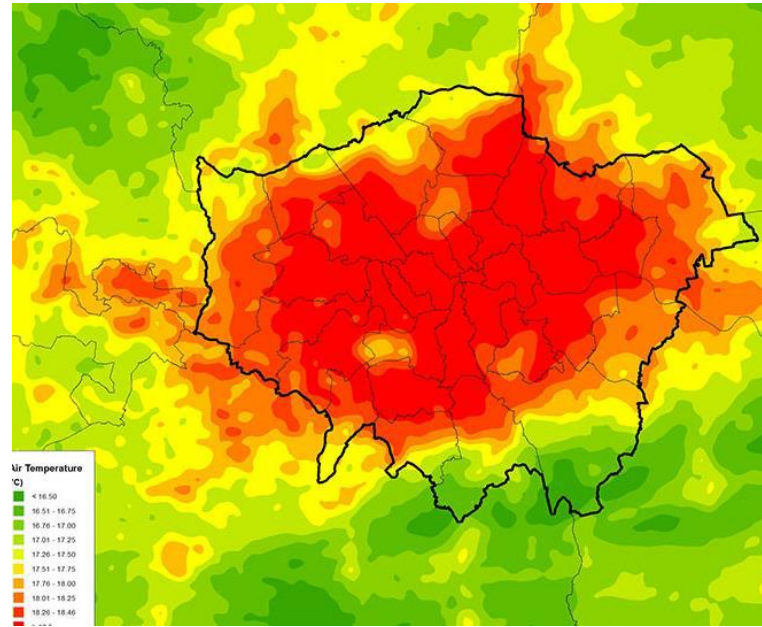 Air Temperature
°C)
< 16.50
16.51 - 16.75
16.76 - 17.00
17.01 - 17.25
17.26 - 17.50
17.51 - 17.75
17.76 - 18.00
18.01 - 18.25
18.26 - 18.46